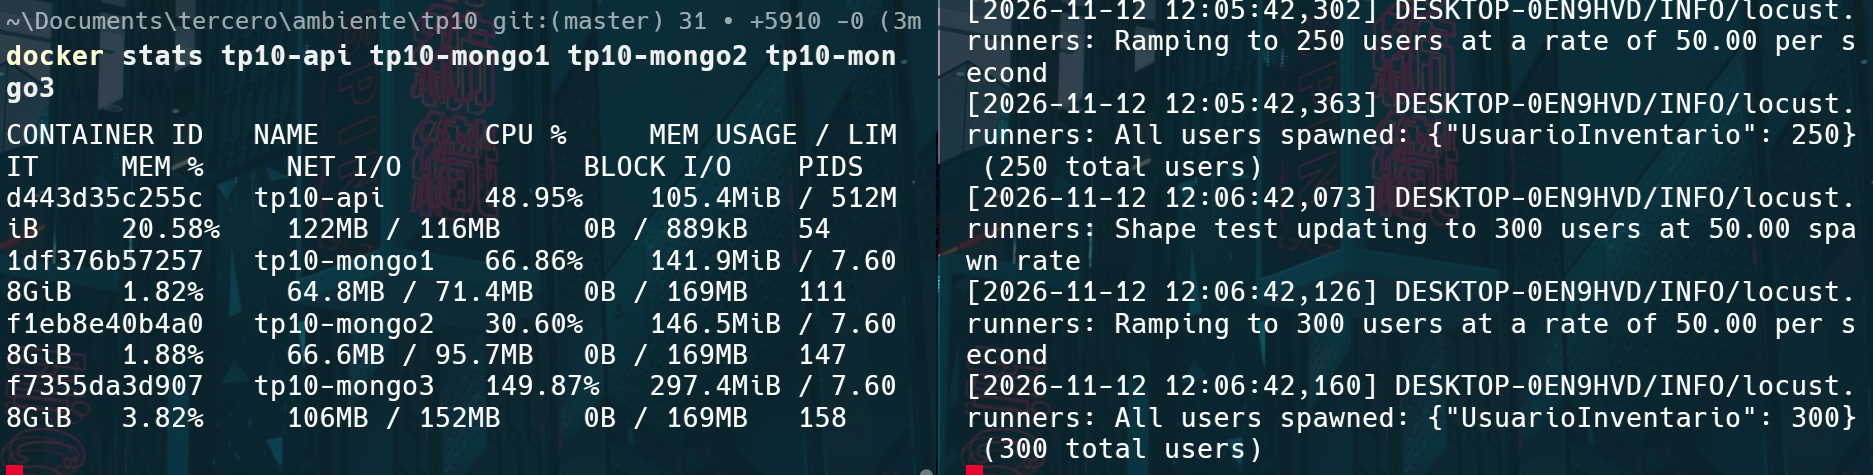 ~\Documents\tercero\ambiente\tp10 git:(master) 31 • +5910 -0 (3m
docker stats tp10-api tp10-mongo1 tp10-mongo2 tp10-mon
go3
CONTAINER ID   NAME          CPU %     MEM USAGE / LIM
IT     MEM %     NET I/O           BLOCK I/O    PIDS
d443d35c255c   tp10-api      48.95%    105.4MiB / 512M
iB     20.58%    122MB / 116MB     0B / 889kB   54
1df376b57257   tp10-mongo1   66.86%    141.9MiB / 7.60
8GiB   1.82%     64.8MB / 71.4MB   0B / 169MB   111
f1eb8e40b4a0   tp10-mongo2   30.60%    146.5MiB / 7.60
8GiB   1.88%     66.6MB / 95.7MB   0B / 169MB   147
f7355da3d907   tp10-mongo3   149.87%   297.4MiB / 7.60
8GiB   3.82%     106MB / 152MB     0B / 169MB   158
[2026-11-12 12:05:42,302] DESKTOP-0EN9HVD/INFO/locust.
runners: Ramping to 250 users at a rate of 50.00 per s
econd
[2026-11-12 12:05:42,363] DESKTOP-0EN9HVD/INFO/locust.
runners: All users spawned: {"UsuarioInventario": 250}
 (250 total users)
[2026-11-12 12:06:42,073] DESKTOP-0EN9HVD/INFO/locust.
runners: Shape test updating to 300 users at 50.00 spa
wn rate
[2026-11-12 12:06:42,126] DESKTOP-0EN9HVD/INFO/locust.
runners: Ramping to 300 users at a rate of 50.00 per s
econd
[2026-11-12 12:06:42,160] DESKTOP-0EN9HVD/INFO/locust.
runners: All users spawned: {"UsuarioInventario": 300}
 (300 total users)